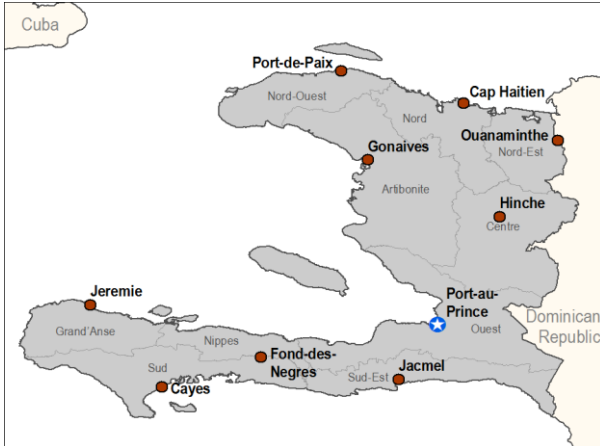 Cuba
Port-de-Paix
Nord-Ouest
Cap Haitien
Nord
Ouanaminthe
Nord-Est
Gonaives
Artibonite
Hinche
Centre
Jeremie
Port-au-
Prince
Ouest
Dominican
Republic
Grand'Anse
Nippes
Fond-des-
Negres
Sud
Cayes
Jacmel
Sud-Est